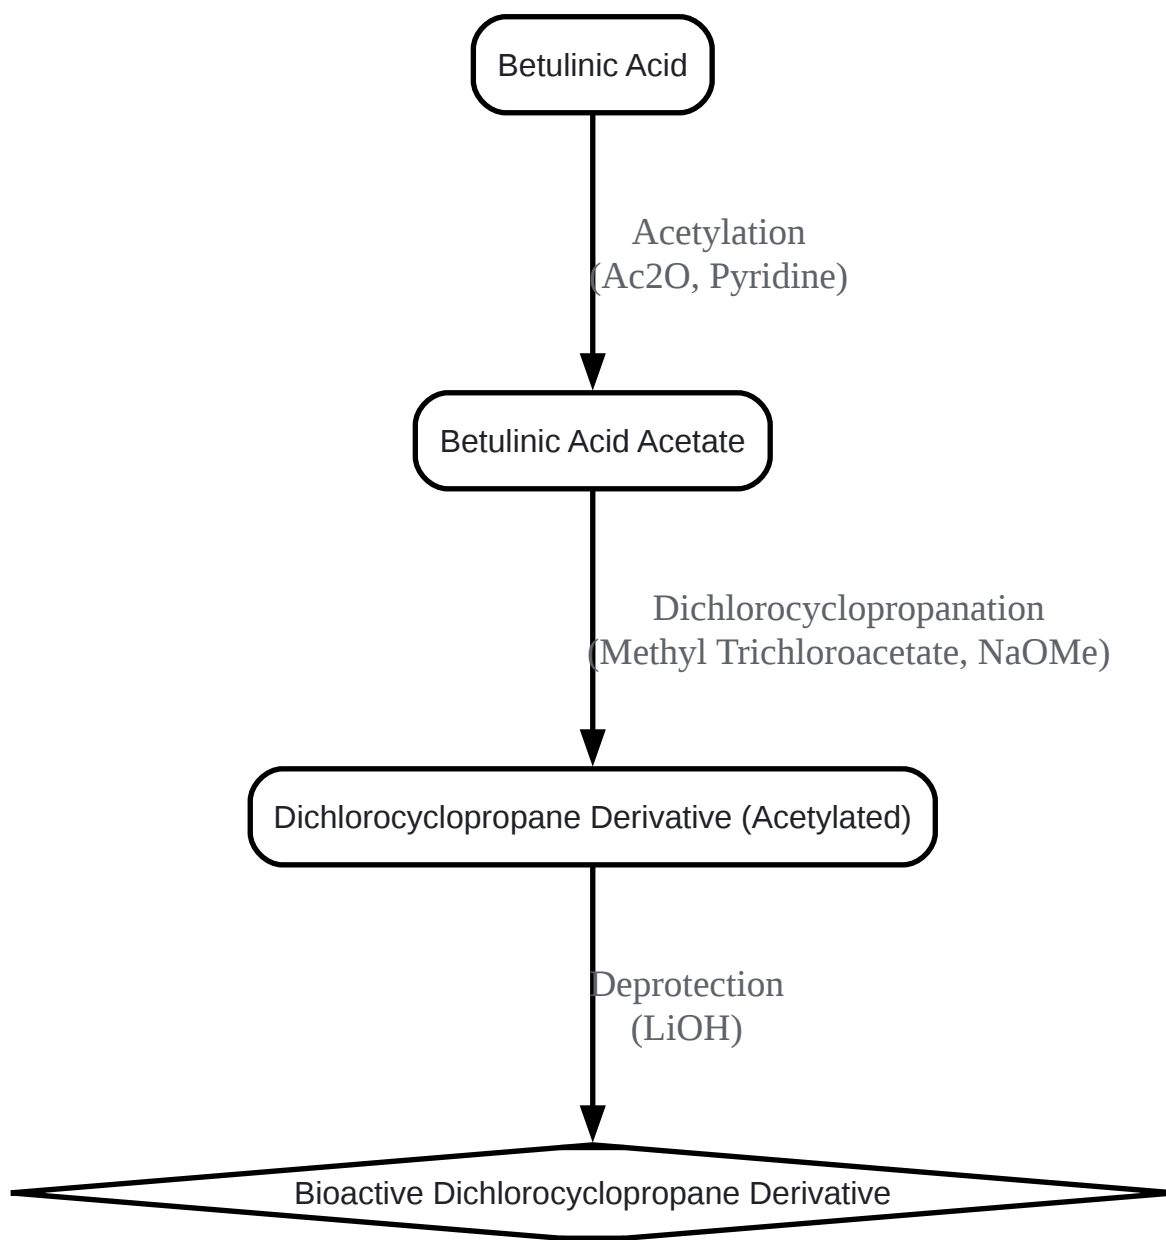 Betulinic Acid
Acetylation
(Ac2O, Pyridine)
Betulinic Acid Acetate
Dichlorocyclopropanation
(Methyl Trichloroacetate, NaOMe)
Dichlorocyclopropane Derivative (Acetylated)
Deprotection
(LiOH)
Bioactive Dichlorocyclopropane Derivative